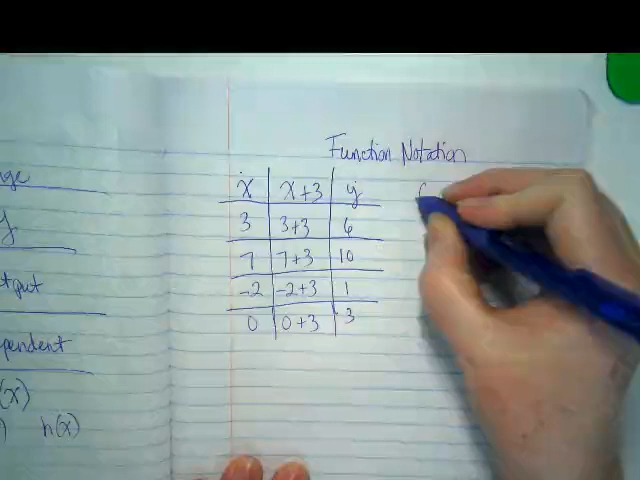 nge
y
tput
pendent
(x)
) h(x)
Function Notation
x x+3 y
3 3+3 6
7 7+3 10
-2 -2+3 1
0 0+3 3
f